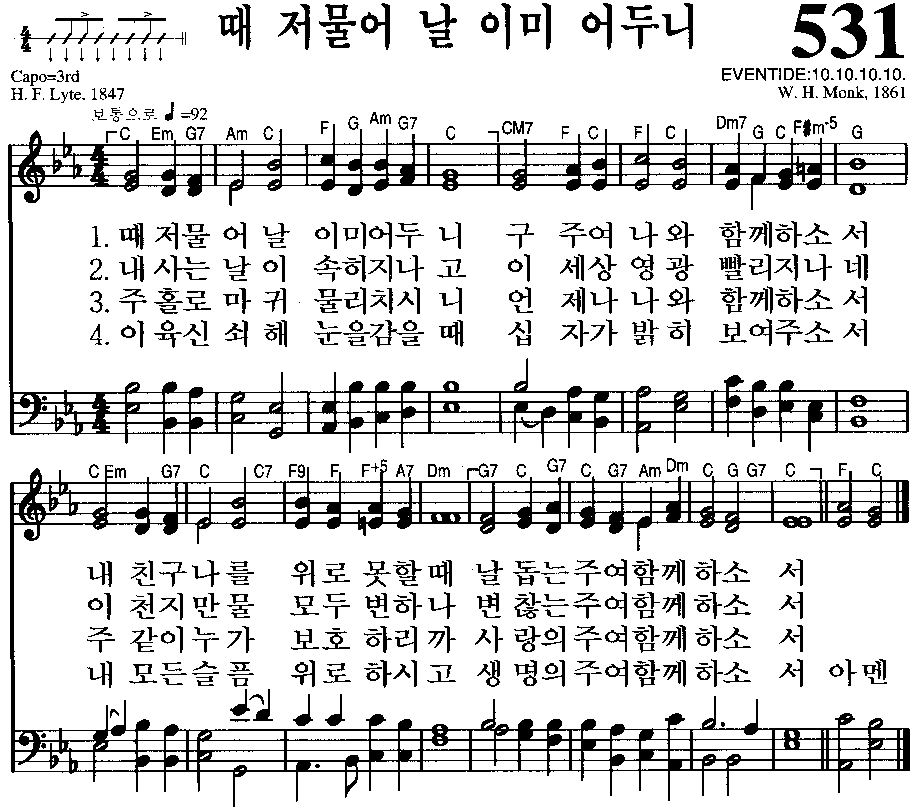 때 저물어 날 이미 어두니
531
4/4
Capo=3rd
EVENTIDE:10.10.10.10.
H. F. Lyte, 1847
W. H. Monk, 1861
보통으로 ♩=92
C Em G7 Am C F G Am G7 C CM7 F C F C Dm7 G C F#m-5 G
1. 때 저물 어 날 이미어두 니 구 주여 나 와 함께하소 서
2. 내 사는 날 이 속히지나 고 이 세상 영 광 빨리지나 네
3. 주 홀로 마 귀 물리치시 니 언 제나 나 와 함께하소 서
4. 이 육신 쇠 해 눈을감을 때 십 자가 밝 히 보여주소 서
C Em G7 C C7 F9 F F+5 A7 Dm G7 C G7 C G7 Am Dm C G G7 C F C
내 친구 나 를 위로 못할 때 날 돕는 주여함께 하소 서
이 천지 만 물 모두 변하 나 변 찮는 주여함께 하소 서
주 같이 누 가 보호 하리 까 사 랑의 주여함께 하소 서
내 모든 슬 픔 위로 하시 고 생 명의 주여함께 하소 서 아멘